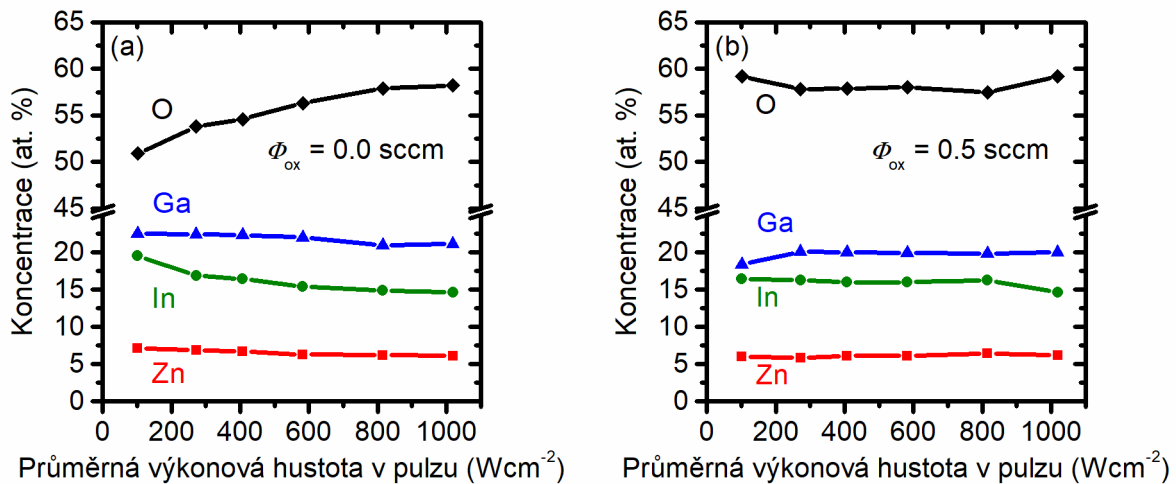 (a)
65
60
55
50
45
20
15
10
5
0
Koncentrace (at. %)
O
Φox = 0.0 sccm
Ga
In
Zn
0 200 400 600 800 1000
Průměrná výkonová hustota v pulzu (Wcm-2)
(b)
65
60
55
50
45
20
15
10
5
0
Koncentrace (at. %)
O
Φox = 0.5 sccm
Ga
In
Zn
0 200 400 600 800 1000
Průměrná výkonová hustota v pulzu (Wcm-2)